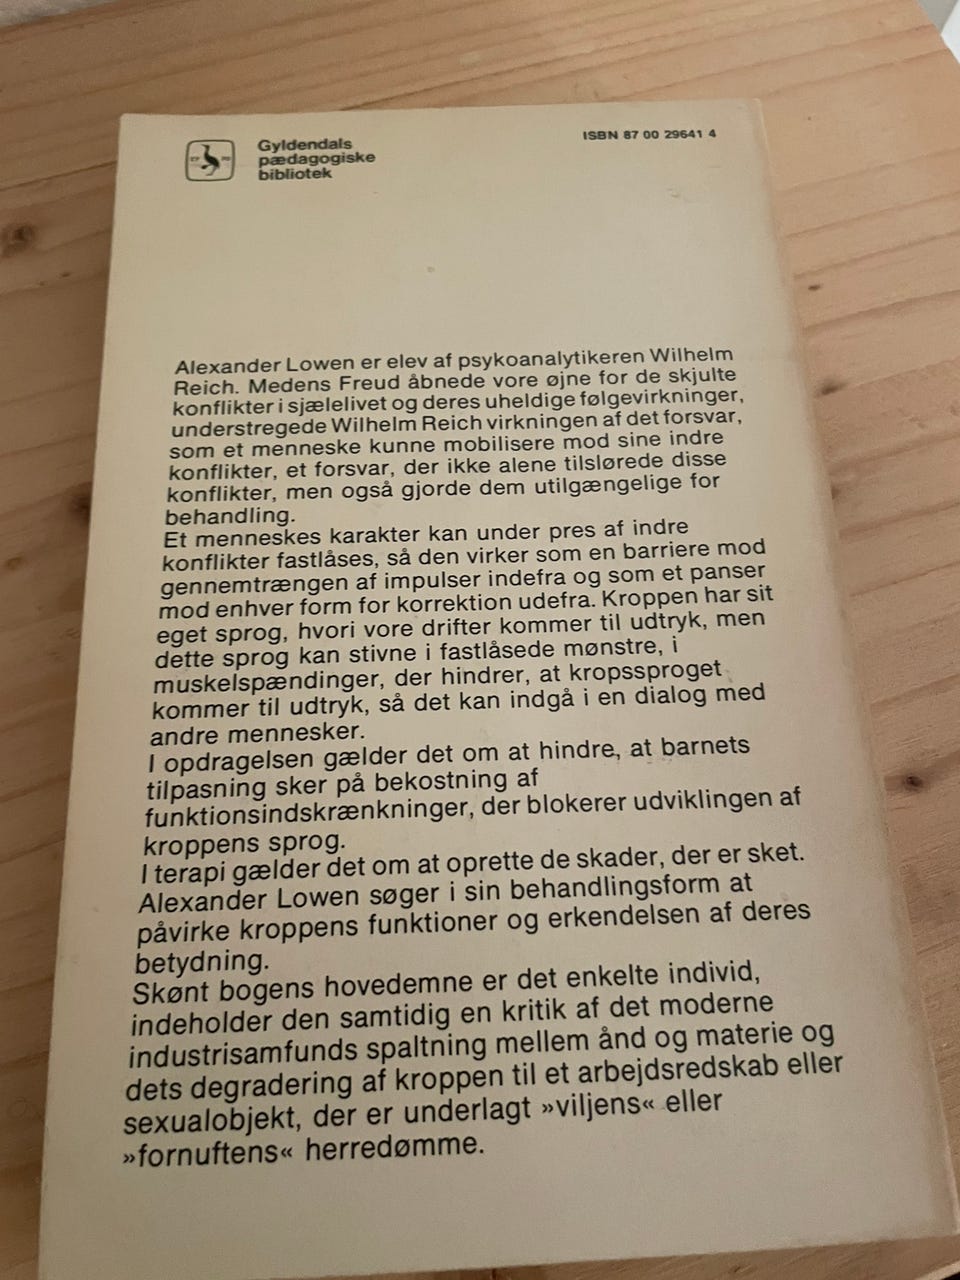 Gyldendals
pædagogiske
bibliotek
ISBN 87 00 29641 4
Alexander Lowen er elev af psykoanalytikeren Wilhelm
Reich. Medens Freud åbnede vore øjne for de skjulte
konflikter i sjælelivet og deres uheldige følgevirkninger,
understregede Wilhelm Reich virkningen af det forsvar,
som et menneske kunne mobilisere mod sine indre
konflikter, et forsvar, der ikke alene tilslørede disse
konflikter, men også gjorde dem utilgængelige for
behandling.
Et menneskes karakter kan under pres af indre
konflikter fastlåses, så den virker som en barriere mod
gennemtrængen af impulser indefra og som et panser
mod enhver form for korrektion udefra. Kroppen har sit
eget sprog, hvori vore drifter kommer til udtryk, men
dette sprog kan stivne i fastlåsede mønstre, i
muskelspændinger, der hindrer, at kropssproget
kommer til udtryk, så det kan indgå i en dialog med
andre mennesker.
I opdragelsen gælder det om at hindre, at barnets
tilpasning sker på bekostning af
funktionsindskrænkninger, der blokerer udviklingen af
kroppens sprog.
I terapi gælder det om at oprette de skader, der er sket.
Alexander Lowen søger i sin behandlingsform at
påvirke kroppens funktioner og erkendelsen af deres
betydning.
Skønt bogens hovedemne er det enkelte individ,
indeholder den samtidig en kritik af det moderne
industrisamfunds spaltning mellem ånd og materie og
dets degradering af kroppen til et arbejdsredskab eller
sexualobjekt, der er underlagt »viljens« eller
»fornuftens« herredømme.